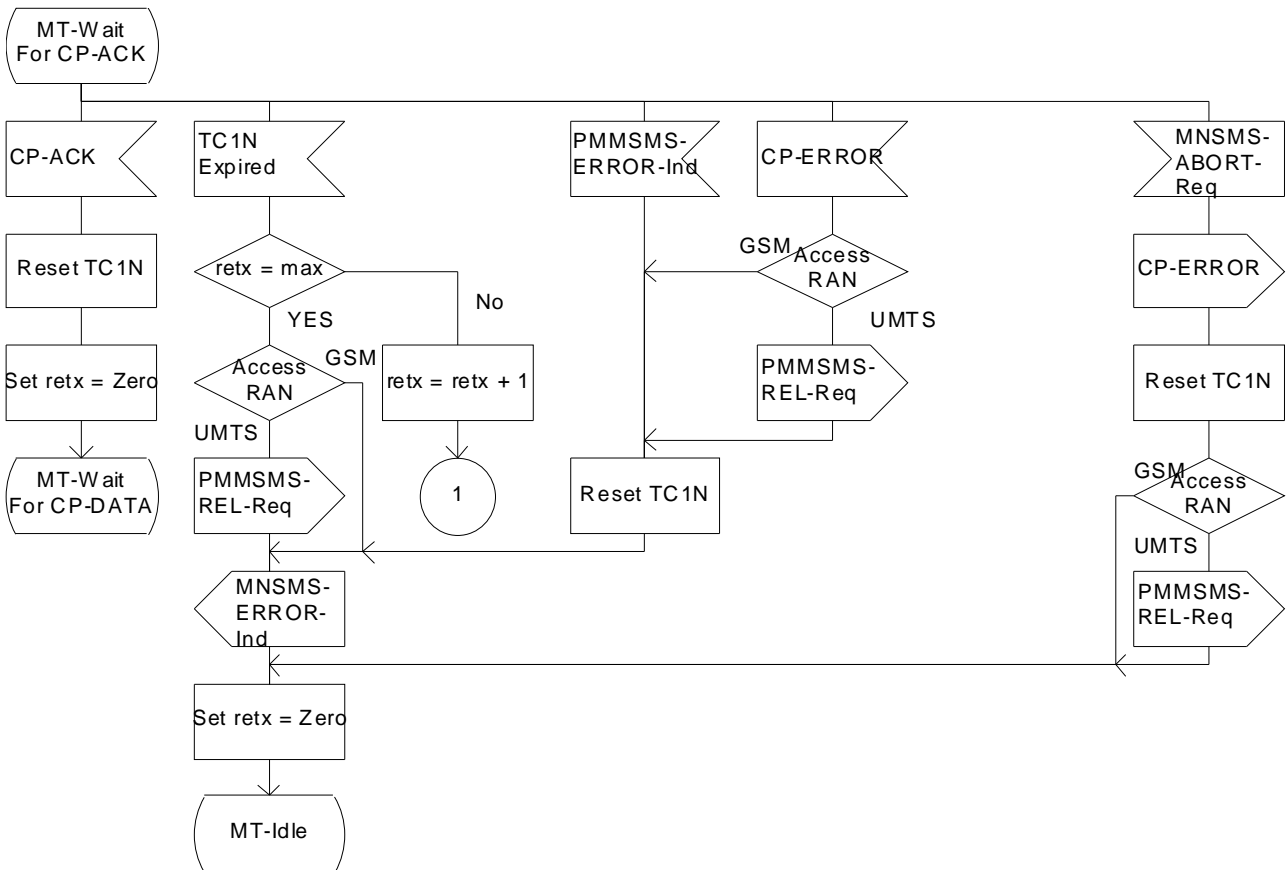 MT-Wait
For CP-ACK
CP-ACK
TC1N
Expired
PMMSMS-
ERROR-Ind
CP-ERROR
MNSMS-
ABORT-
Req
Reset TC1N
retx = max
GSM
Access
RAN
CP-ERROR
No
YES
UMTS
Set retx = Zero
Access
RAN
GSM
retx = retx + 1
PMMSMS-
REL-Req
Reset TC1N
UMTS
MT-Wait
For CP-DATA
PMMSMS-
REL-Req
1
Reset TC1N
GSM
Access
RAN
UMTS
MNSMS-
ERROR-
Ind
PMMSMS-
REL-Req
Set retx = Zero
MT-Idle